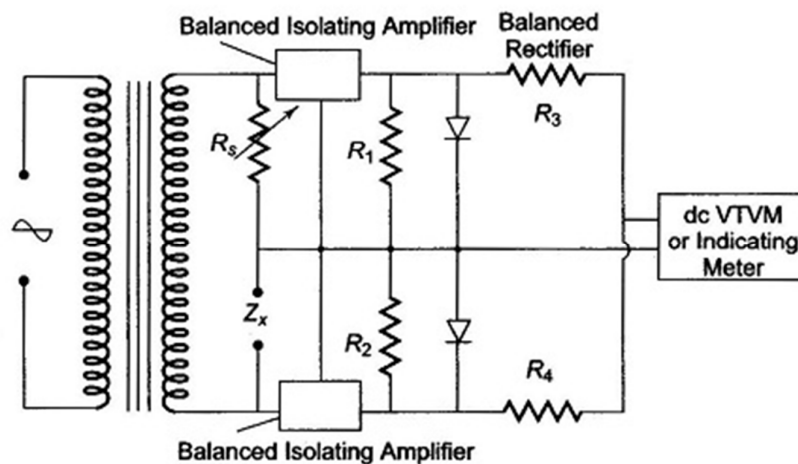 Balanced Isolating Amplifier
Balanced
Rectifier
R3
Rs
R1
dc VTVM
or Indicating
Meter
Zx
R2
R4
Balanced Isolating Amplifier